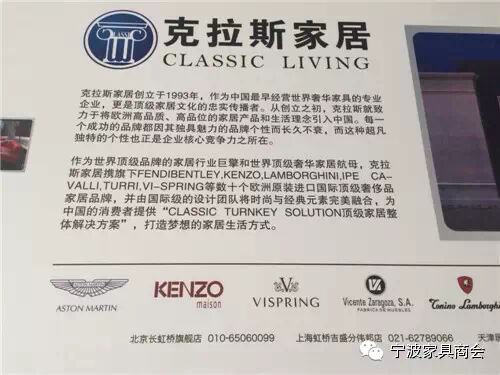 克拉斯家居
CLASSIC LIVING
克拉斯家居创立于1993年，作为中国最早经营世界奢华家具的专业
企业，更是顶级家居文化的忠实传播者。从创立之初，克拉斯就致
力于将欧洲高品质、高品位的家居产品和生活理念引入中国。每一
个成功的品牌都因其独具魅力的品牌个性而长久不衰，而这种超凡
独特的个性也正是企业核心竞争力之所在。
作为世界顶级品牌的家居行业巨擘和世界顶级奢华家居航母，克拉
斯家居携旗下FENDIBENTLEY,KENZO,LAMBORGHINI,IPE CA-
VALLI,TURRI,VI-SPRING等数十个欧洲原装进口国际顶级奢侈品
家居品牌，并由国际级的设计团队将时尚与经典元素完美融合，为
中国的消费者提供“CLASSIC TURNKEY SOLUTION顶级家居整
体解决方案”，打造梦想的家居生活方式。
ASTON MARTIN
KENZO
maison
VISPRING
Vicente Zaragoza, S.A.
FABRICA DE MUEBLES
Tonino Lamborghi
北京长虹桥旗舰店 010-65060099 上海虹桥吉盛分伟邦店 021-62789066 天津
宁波家具商会